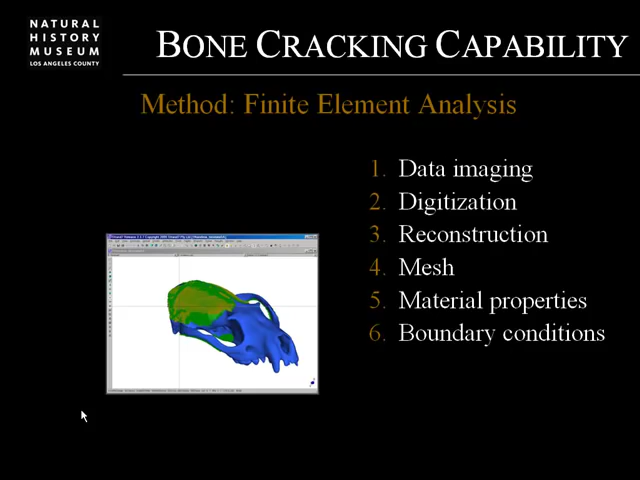 NATURAL
HISTORY
MUSEUM
LOS ANGELES COUNTY
BONE CRACKING CAPABILITY
Method: Finite Element Analysis
1. Data imaging
2. Digitization
3. Reconstruction
4. Mesh
5. Material properties
6. Boundary conditions